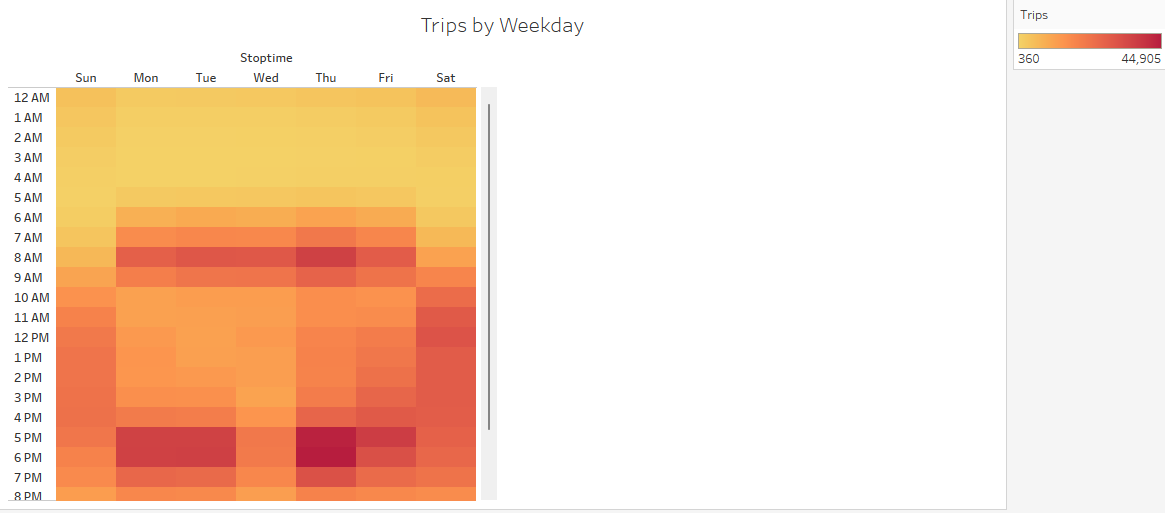 Trips by Weekday
Trips
360 44,905
Stoptime
Sun Mon Tue Wed Thu Fri Sat
12 AM
1 AM
2 AM
3 AM
4 AM
5 AM
6 AM
7 AM
8 AM
9 AM
10 AM
11 AM
12 PM
1 PM
2 PM
3 PM
4 PM
5 PM
6 PM
7 PM
8 PM